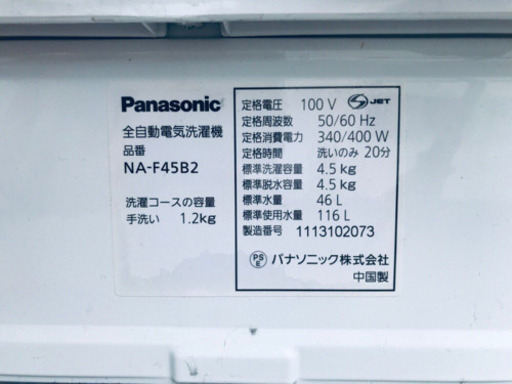 Panasonic
全自動電気洗濯機
品番
NA-F45B2
洗濯コースの容量
手洗い 1.2kg
定格電圧 100 V JET
定格周波数 50/60 Hz
定格消費電力 340/400 W
定格時間 洗いのみ 20分
標準洗濯容量 4.5 kg
標準脱水容量 4.5 kg
標準水量 46 L
標準使用水量 116 L
製造番号 1113102073
PS E パナソニック株式会社
中国製